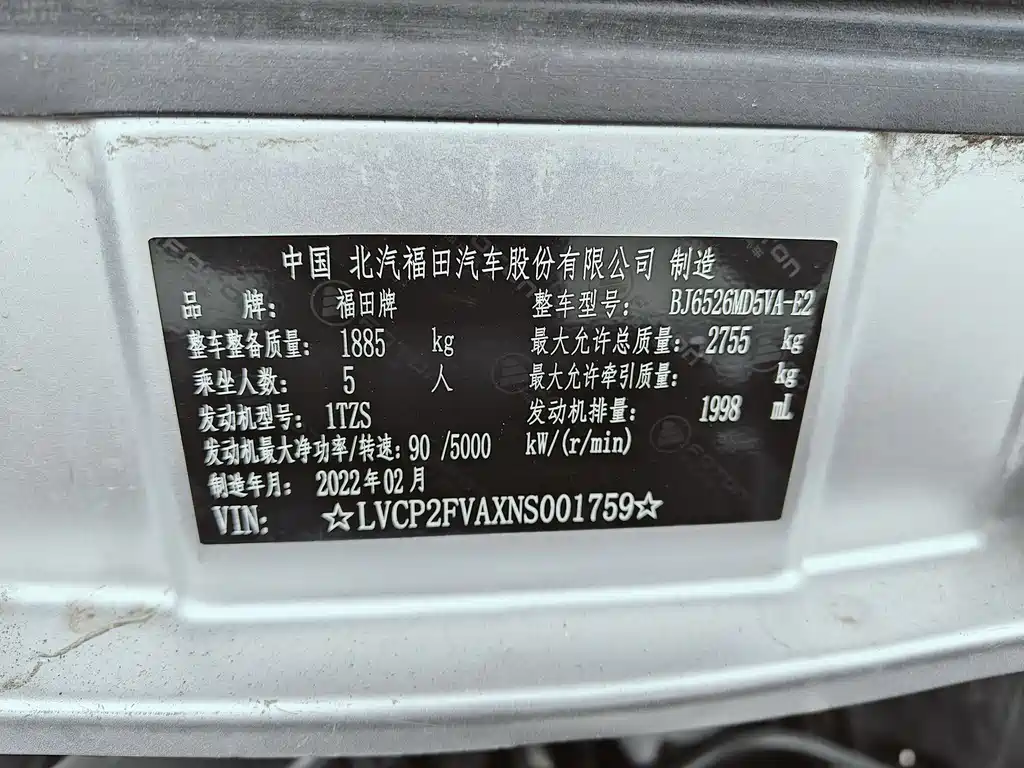 中国 北汽福田汽车股份有限公司 制造
品 牌: 福田牌 整车型号: BJ6526MD5VA-E2
整车整备质量: 1885 kg 最大允许总质量: 2755 kg
乘坐人数: 5 人 最大允许牵引质量: kg
发动机型号: 1TZS 发动机排量: 1998 mL
发动机最大净功率/转速: 90 /5000 kW/(r/min)
制造年月: 2022年02月
VIN: ☆LVCP2FVAXNS001759☆
FOTON